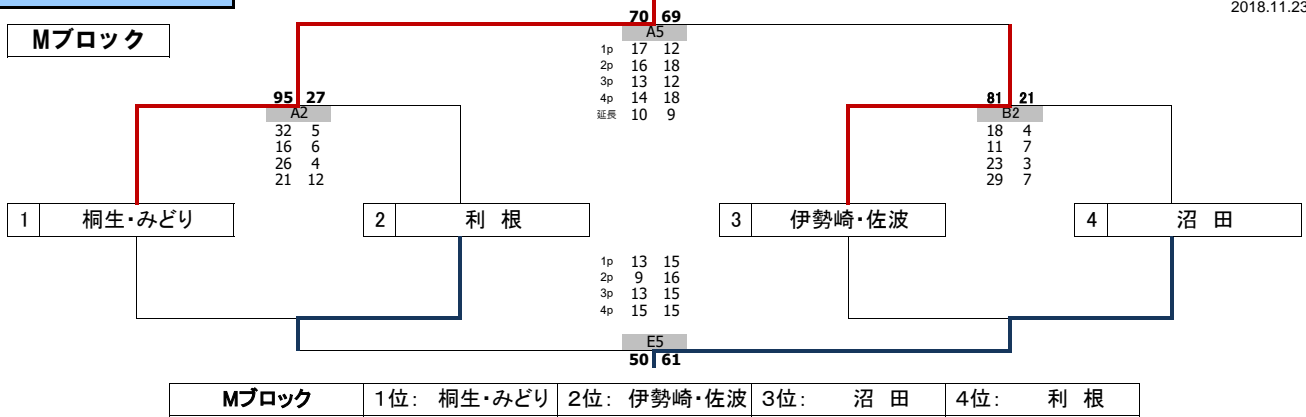 2018.11.23
Mブロック
70 69
A5
1p 17 12
2p 16 18
3p 13 12
4p 14 18
延長 10 9
95 27
A2
32 5
16 6
26 4
21 12
81 21
B2
18 4
11 7
23 3
29 7
1 桐生・みどり
2 利 根
3 伊勢崎・佐波
4 沼 田
1p 13 15
2p 9 16
3p 13 15
4p 15 15
E5
50 61
Mブロック 1位: 桐生・みどり 2位: 伊勢崎・佐波 3位: 沼 田 4位: 利 根